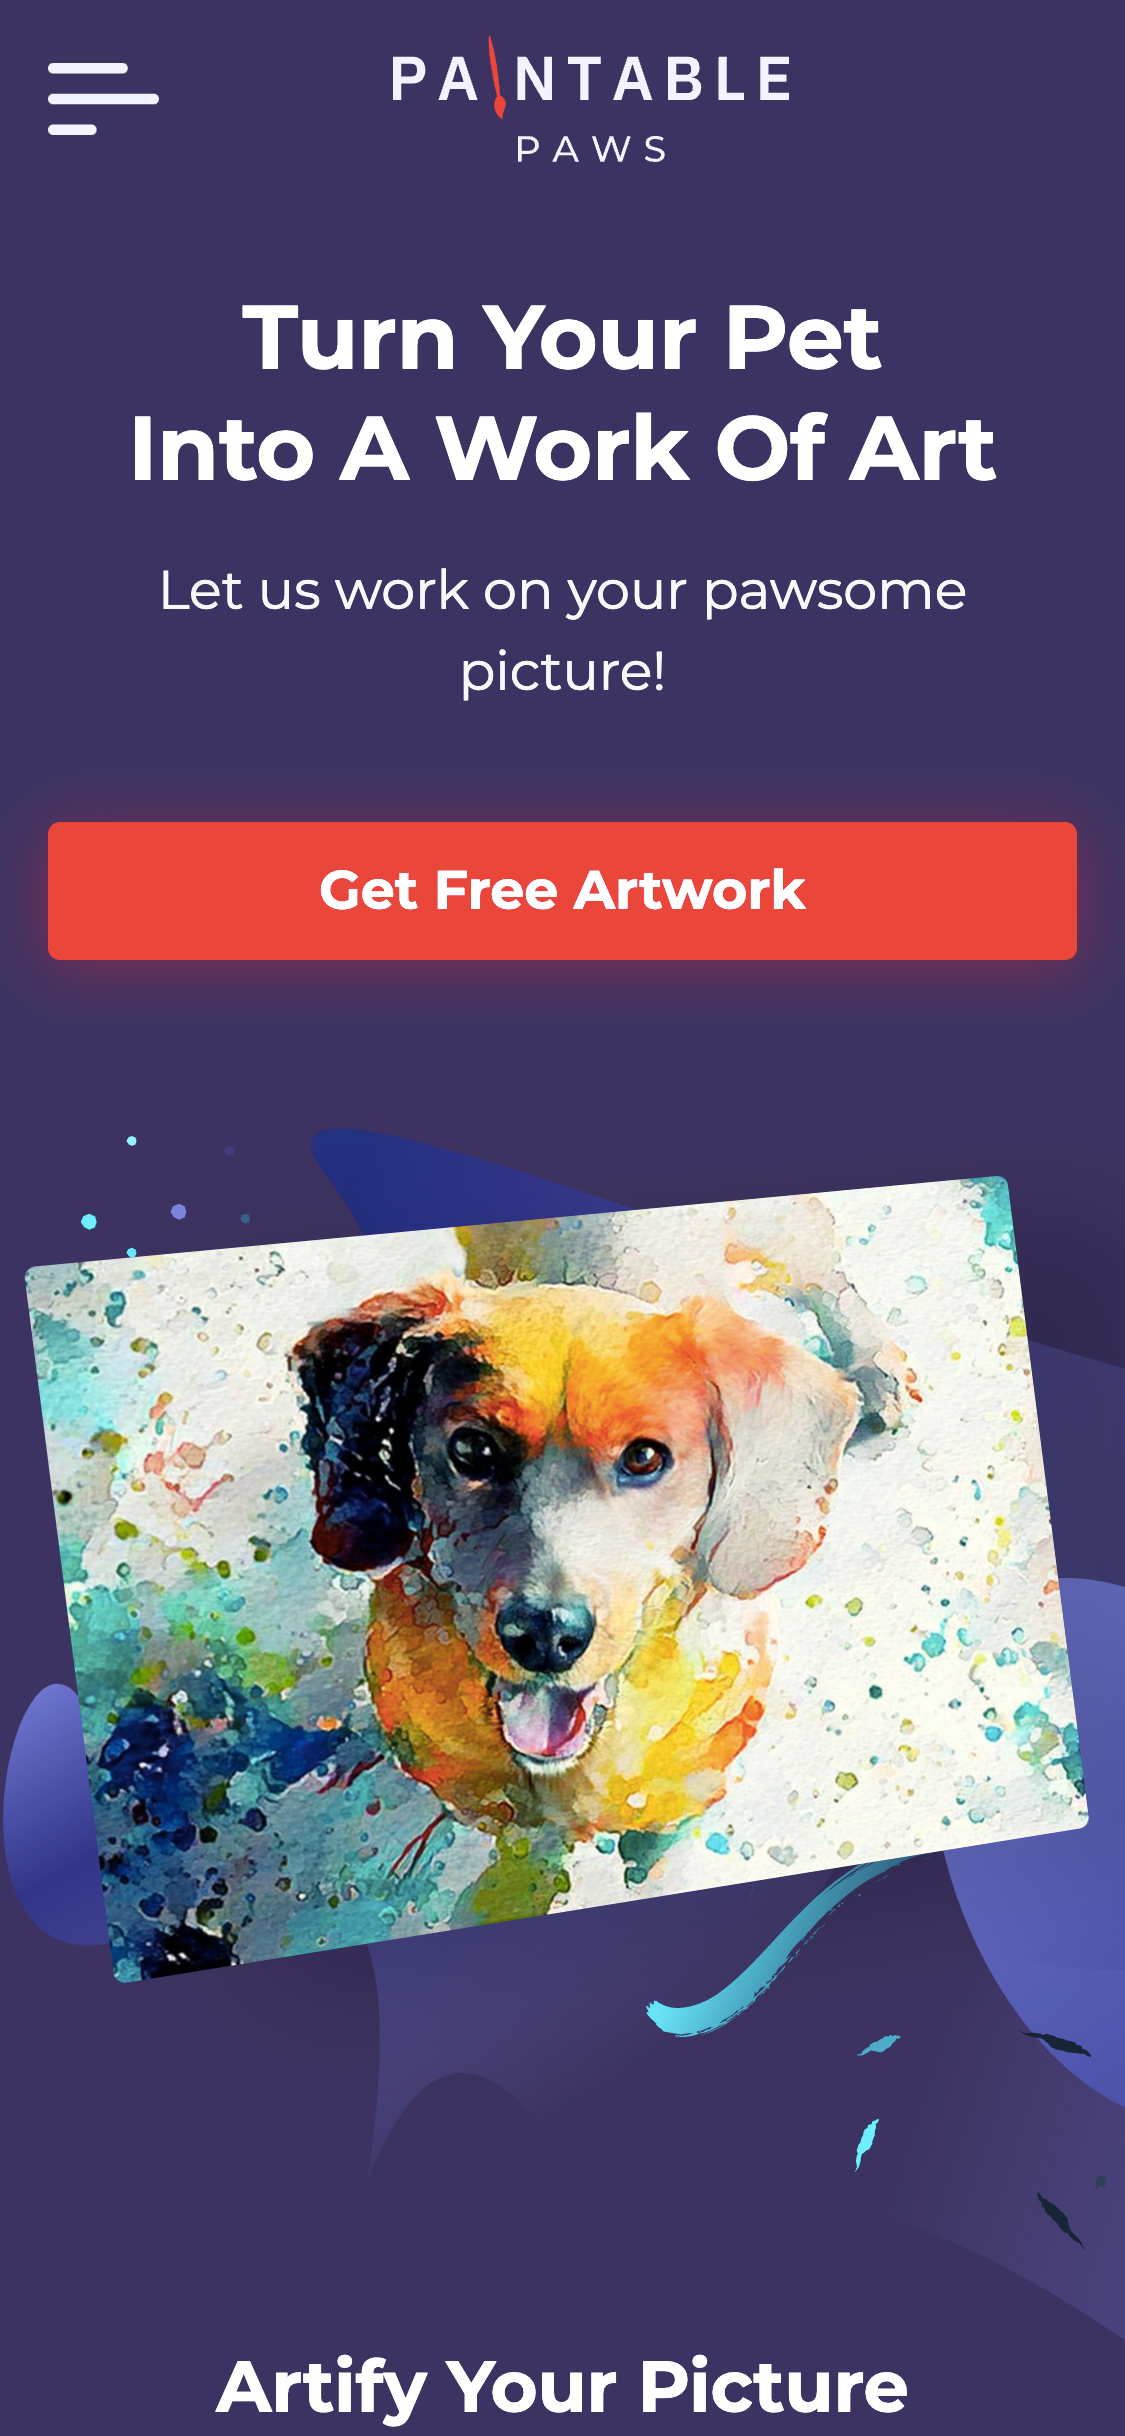 PAINTABLE
PAWS
Turn Your Pet
Into A Work Of Art
Let us work on your pawsome
picture!
Get Free Artwork
Artify Your Picture